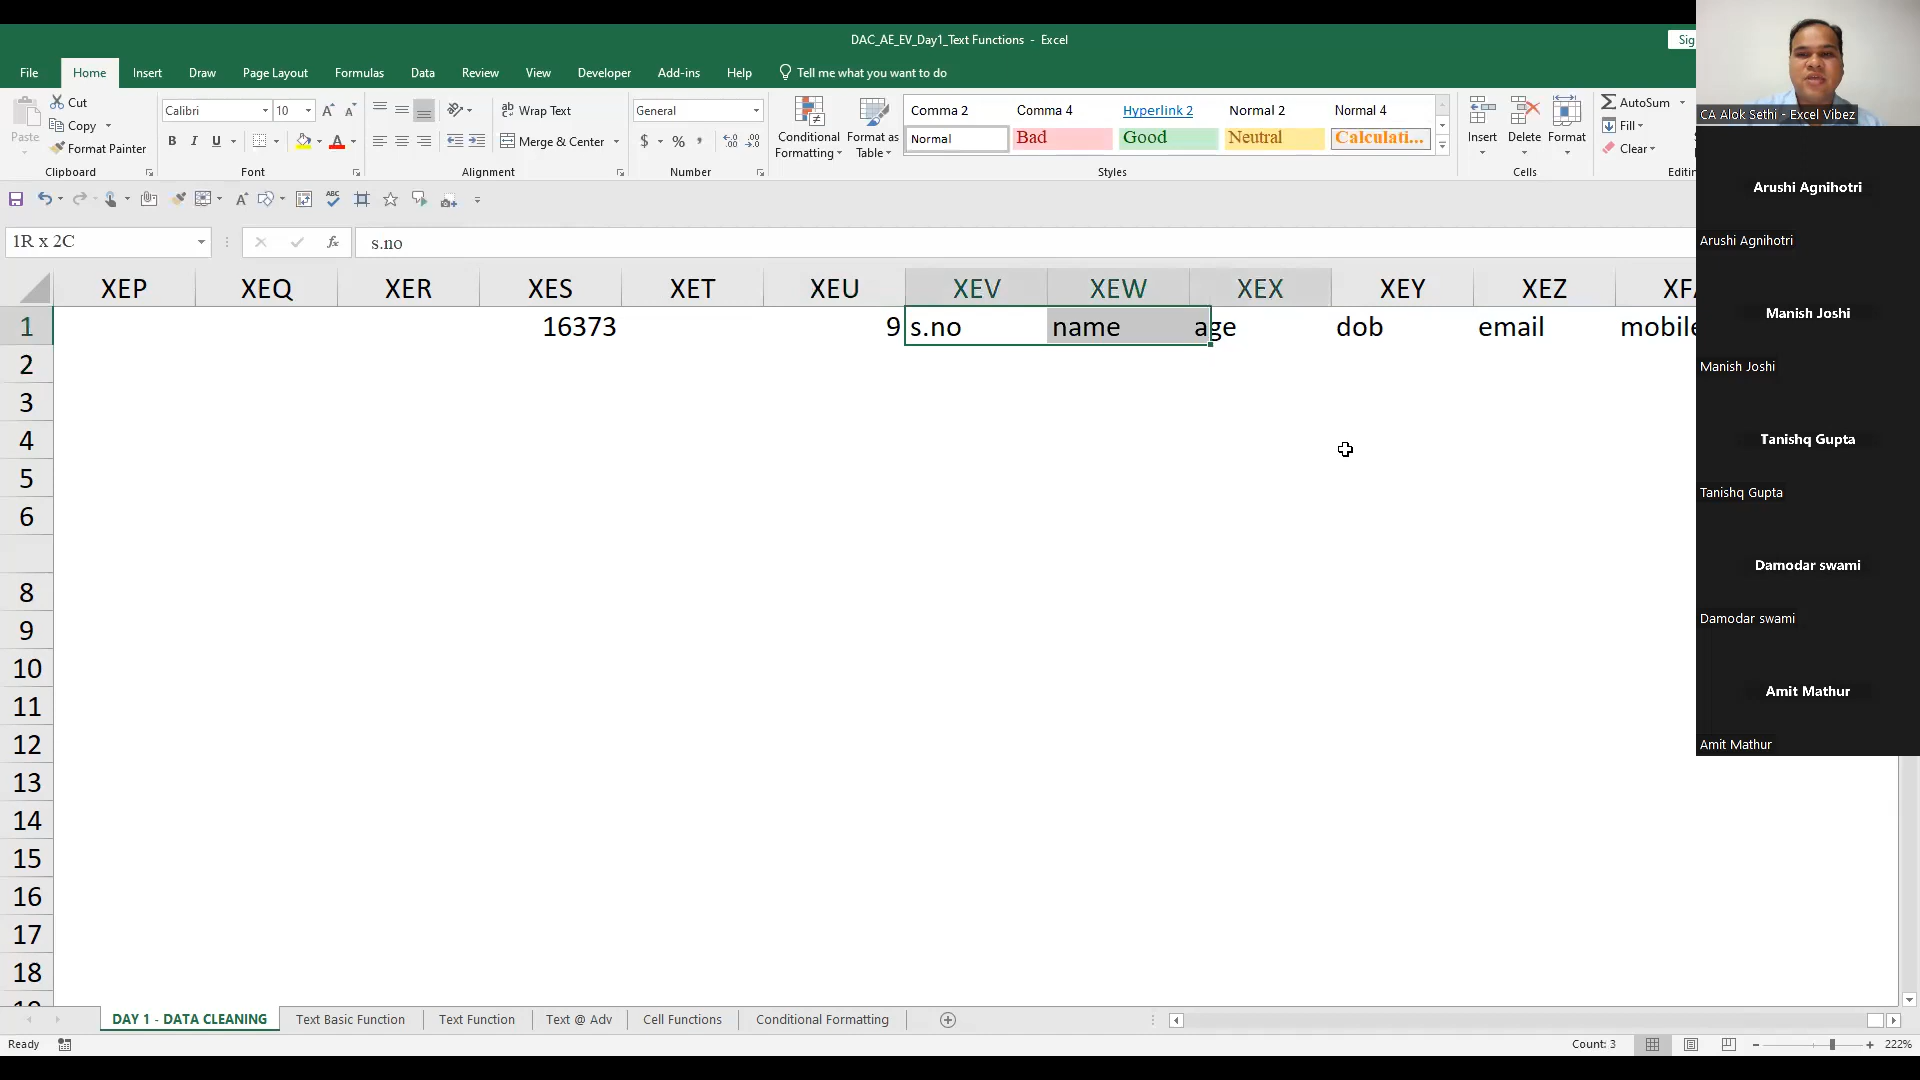 DAC_AE_EV_Day1_Text Functions - Excel
Sig
File Home Insert Draw Page Layout Formulas Data Review View Developer Add-ins Help Tell me what you want to do
Paste
Cut
Copy
Format Painter
Clipboard
Calibri 10
B I U
Font
Wrap Text
Merge & Center
Alignment
General
$ % ,
Number
Conditional Formatting
Format as Table
Comma 2 Comma 4 Hyperlink 2 Normal 2 Normal 4
Normal Bad Good Neutral Calculati...
Styles
Insert Delete Format
Cells
AutoSum
Fill
Clear
Editin
1R x 2C fx s.no
XEP XEQ XER XES XET XEU XEV XEW XEX XEY XEZ XF
1 16373 9 s.no name age dob email mobile
2
3
4
5
6
8
9
10
11
12
13
14
15
16
17
18
19
DAY 1 - DATA CLEANING Text Basic Function Text Function Text @ Adv Cell Functions Conditional Formatting
Ready Count: 3 222%
CA Alok Sethi - Excel Vibez
Arushi Agnihotri
Arushi Agnihotri
Manish Joshi
Manish Joshi
Tanishq Gupta
Tanishq Gupta
Damodar swami
Damodar swami
Amit Mathur
Amit Mathur